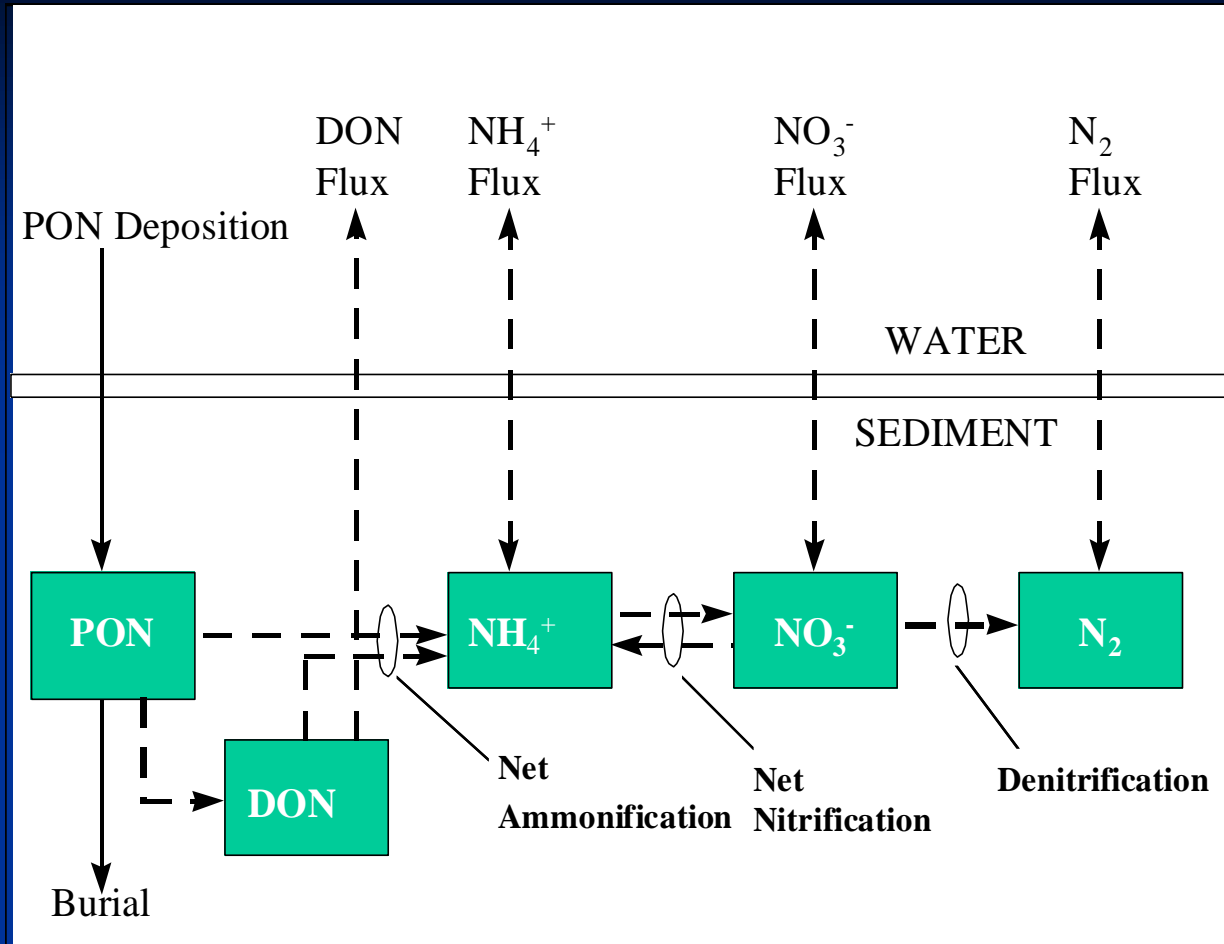 DON
Flux
NH₄⁺
Flux
NO₃⁻
Flux
N₂
Flux
PON Deposition
WATER
SEDIMENT
PON
NH₄⁺
NO₃⁻
N₂
DON
Net
Ammonification
Net
Nitrification
Denitrification
Burial